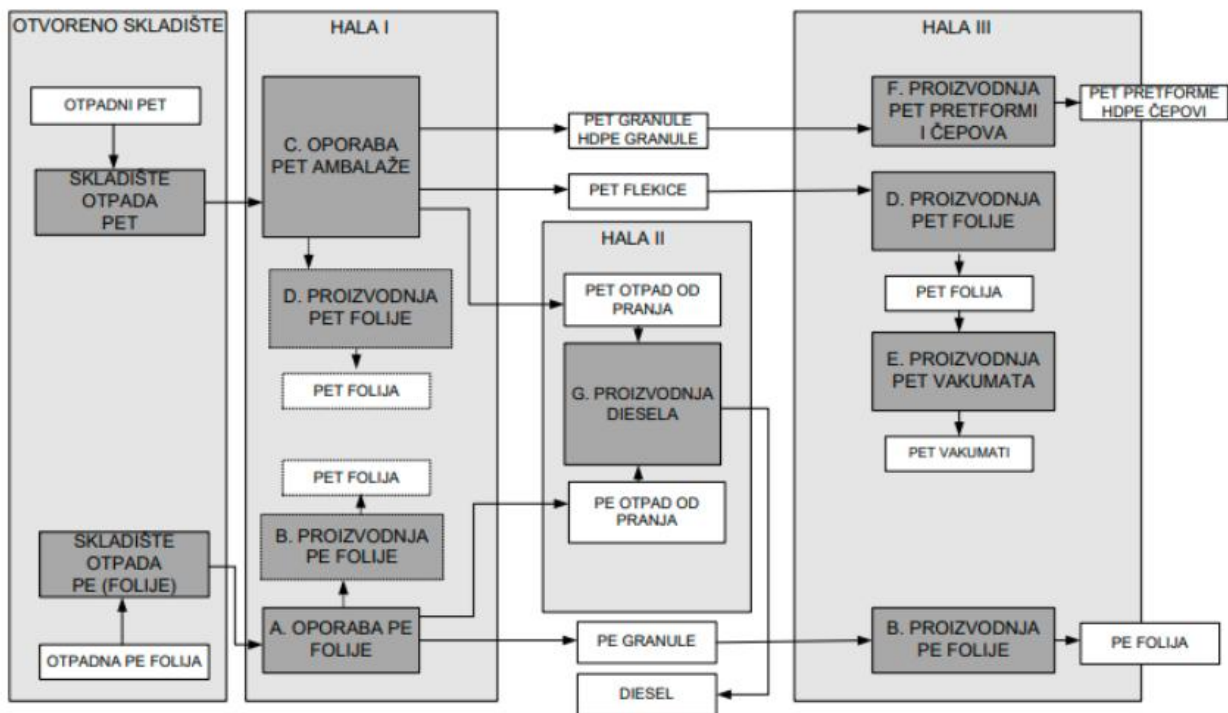 OTVORENO SKLADIŠTE
OTPADNI PET
SKLADIŠTE
OTPADA
PET
SKLADIŠTE
OTPADA
PE (FOLIJE)
OTPADNA PE FOLIJA
HALA I
C. OPORABA
PET AMBALAŽE
D. PROIZVODNJA
PET FOLIJE
PET FOLIJA
PET FOLIJA
B. PROIZVODNJA
PE FOLIJE
A. OPORABA PE
FOLIJE
PET GRANULE
HDPE GRANULE
PET FLEKICE
HALA II
PET OTPAD OD
PRANJA
G. PROIZVODNJA
DIESELA
PE OTPAD OD
PRANJA
PE GRANULE
DIESEL
HALA III
F. PROIZVODNJA
PET PRETFORMI
I ČEPOVA
PET PRETFORME
HDPE ČEPOVI
D. PROIZVODNJA
PET FOLIJE
PET FOLIJA
E. PROIZVODNJA
PET VAKUMATA
PET VAKUMATI
B. PROIZVODNJA
PE FOLIJE
PE FOLIJA